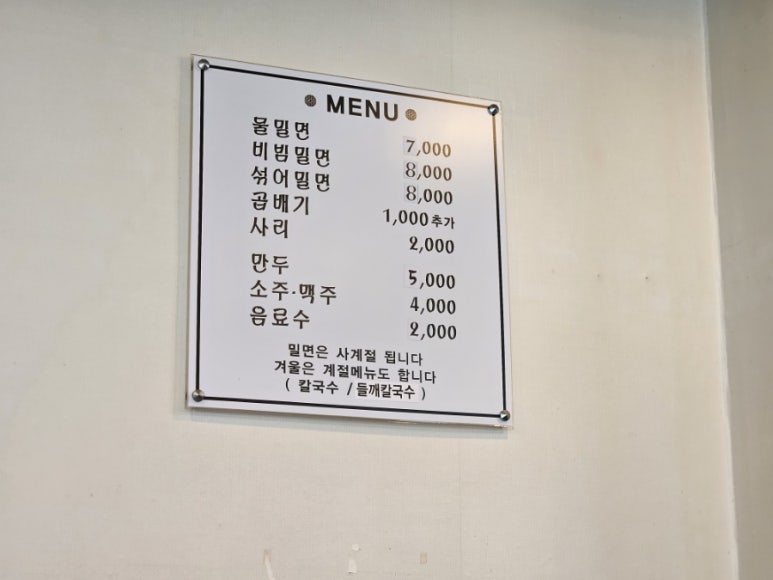 MENU
물밀면 7,000
비빔밀면 8,000
섞어밀면 8,000
곱배기 1,000추가
사리 2,000
만두 5,000
소주·맥주 4,000
음료수 2,000
밀면은 사계절 됩니다
겨울은 계절메뉴도 합니다
( 칼국수 / 들깨칼국수 )